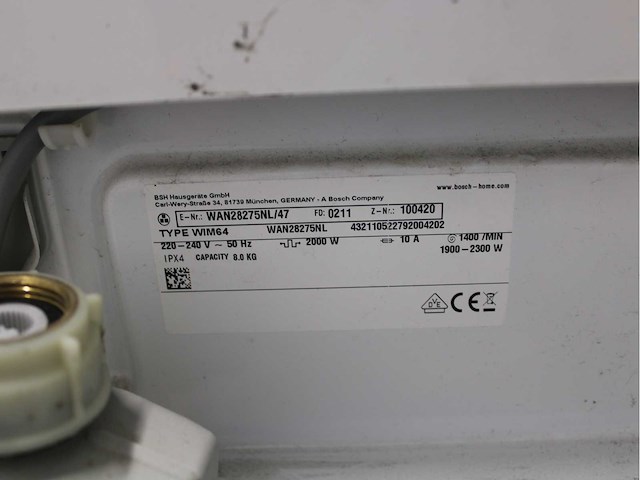 BSH Hausgeräte GmbH
Carl-Wery-Straße 34, 81739 München, GERMANY - A Bosch Company
www.bosch-home.com
E-Nr.: WAN28275NL/47 FD: 0211 Z-Nr.: 100420
TYPE WIM64 WAN28275NL 432110522792004202
220-240 V ~ 50 Hz 2000 W 10 A 1400 /MIN
1900-2300 W
IPX4 CAPACITY 8.0 KG
VDE CE